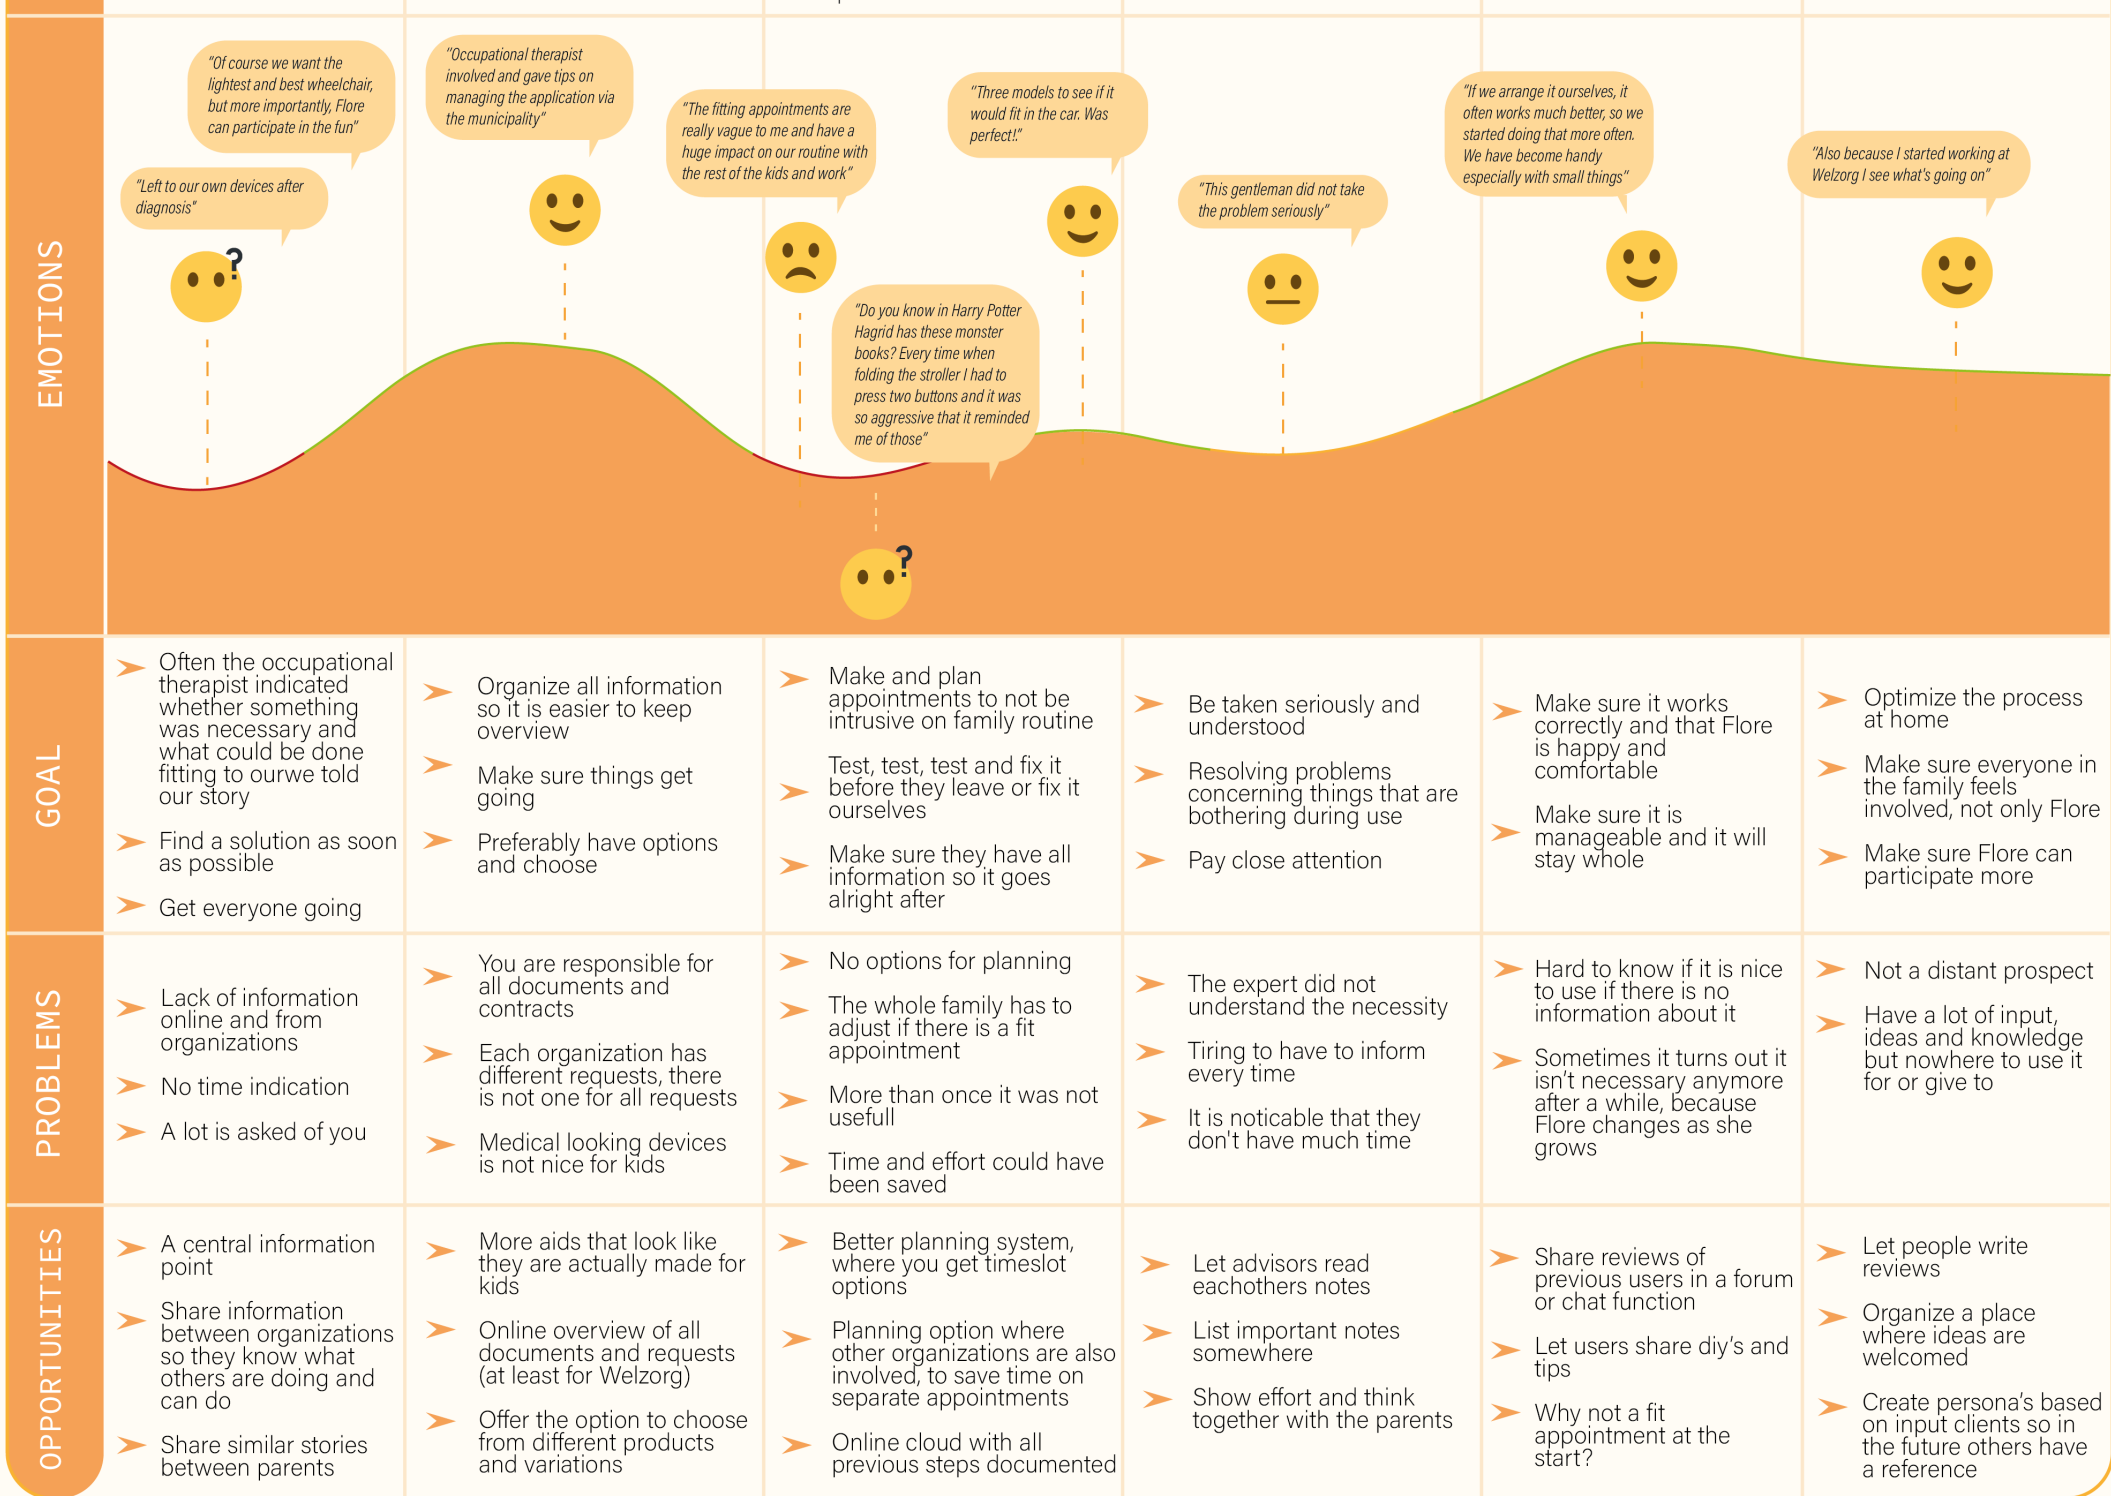 EMOTIONS
"Of course we want the
lightest and best wheelchair,
but more importantly, Flore
can participate in the fun"
"Left to our own devices after
diagnosis"
?
"Occupational therapist
involved and gave tips on
managing the application via
the municipality"
"The fitting appointments are
really vague to me and have a
huge impact on our routine with
the rest of the kids and work"
"Do you know in Harry Potter
Hagrid has these monster
books? Every time when
folding the stroller I had to
press two buttons and it was
so aggressive that it reminded
me of those"
?
"Three models to see if it
would fit in the car. Was
perfect!."
"This gentleman did not take
the problem seriously"
"If we arrange it ourselves, it
often works much better, so we
started doing that more often.
We have become handy
especially with small things"
"Also because I started working at
Welzorg I see what's going on"
GOAL
Often the occupational
therapist indicated
whether something
was necessary and
what could be done
fitting to ourwe told
our story
Find a solution as soon
as possible
Get everyone going
Organize all information
so it is easier to keep
overview
Make sure things get
going
Preferably have options
and choose
Make and plan
appointments to not be
intrusive on family routine
Test, test, test and fix it
before they leave or fix it
ourselves
Make sure they have all
information so it goes
alright after
Be taken seriously and
understood
Resolving problems
concerning things that are
bothering during use
Pay close attention
Make sure it works
correctly and that Flore
is happy and
comfortable
Make sure it is
manageable and it will
stay whole
Optimize the process
at home
Make sure everyone in
the family feels
involved, not only Flore
Make sure Flore can
participate more
PROBLEMS
Lack of information
online and from
organizations
No time indication
A lot is asked of you
You are responsible for
all documents and
contracts
Each organization has
different requests, there
is not one for all requests
Medical looking devices
is not nice for kids
No options for planning
The whole family has to
adjust if there is a fit
appointment
More than once it was not
usefull
Time and effort could have
been saved
The expert did not
understand the necessity
Tiring to have to inform
every time
It is noticable that they
don't have much time
Hard to know if it is nice
to use if there is no
information about it
Sometimes it turns out it
isn't necessary anymore
after a while, because
Flore changes as she
grows
Not a distant prospect
Have a lot of input,
ideas and knowledge
but nowhere to use it
for or give to
OPPORTUNITIES
A central information
point
Share information
between organizations
so they know what
others are doing and
can do
Share similar stories
between parents
More aids that look like
they are actually made for
kids
Online overview of all
documents and requests
(at least for Welzorg)
Offer the option to choose
from different products
and variations
Better planning system,
where you get timeslot
options
Planning option where
other organizations are also
involved, to save time on
separate appointments
Online cloud with all
previous steps documented
Let advisors read
eachothers notes
List important notes
somewhere
Show effort and think
together with the parents
Share reviews of
previous users in a forum
or chat function
Let users share diy's and
tips
Why not a fit
appointment at the
start?
Let people write
reviews
Organize a place
where ideas are
welcomed
Create persona's based
on input clients so in
the future others have
a reference